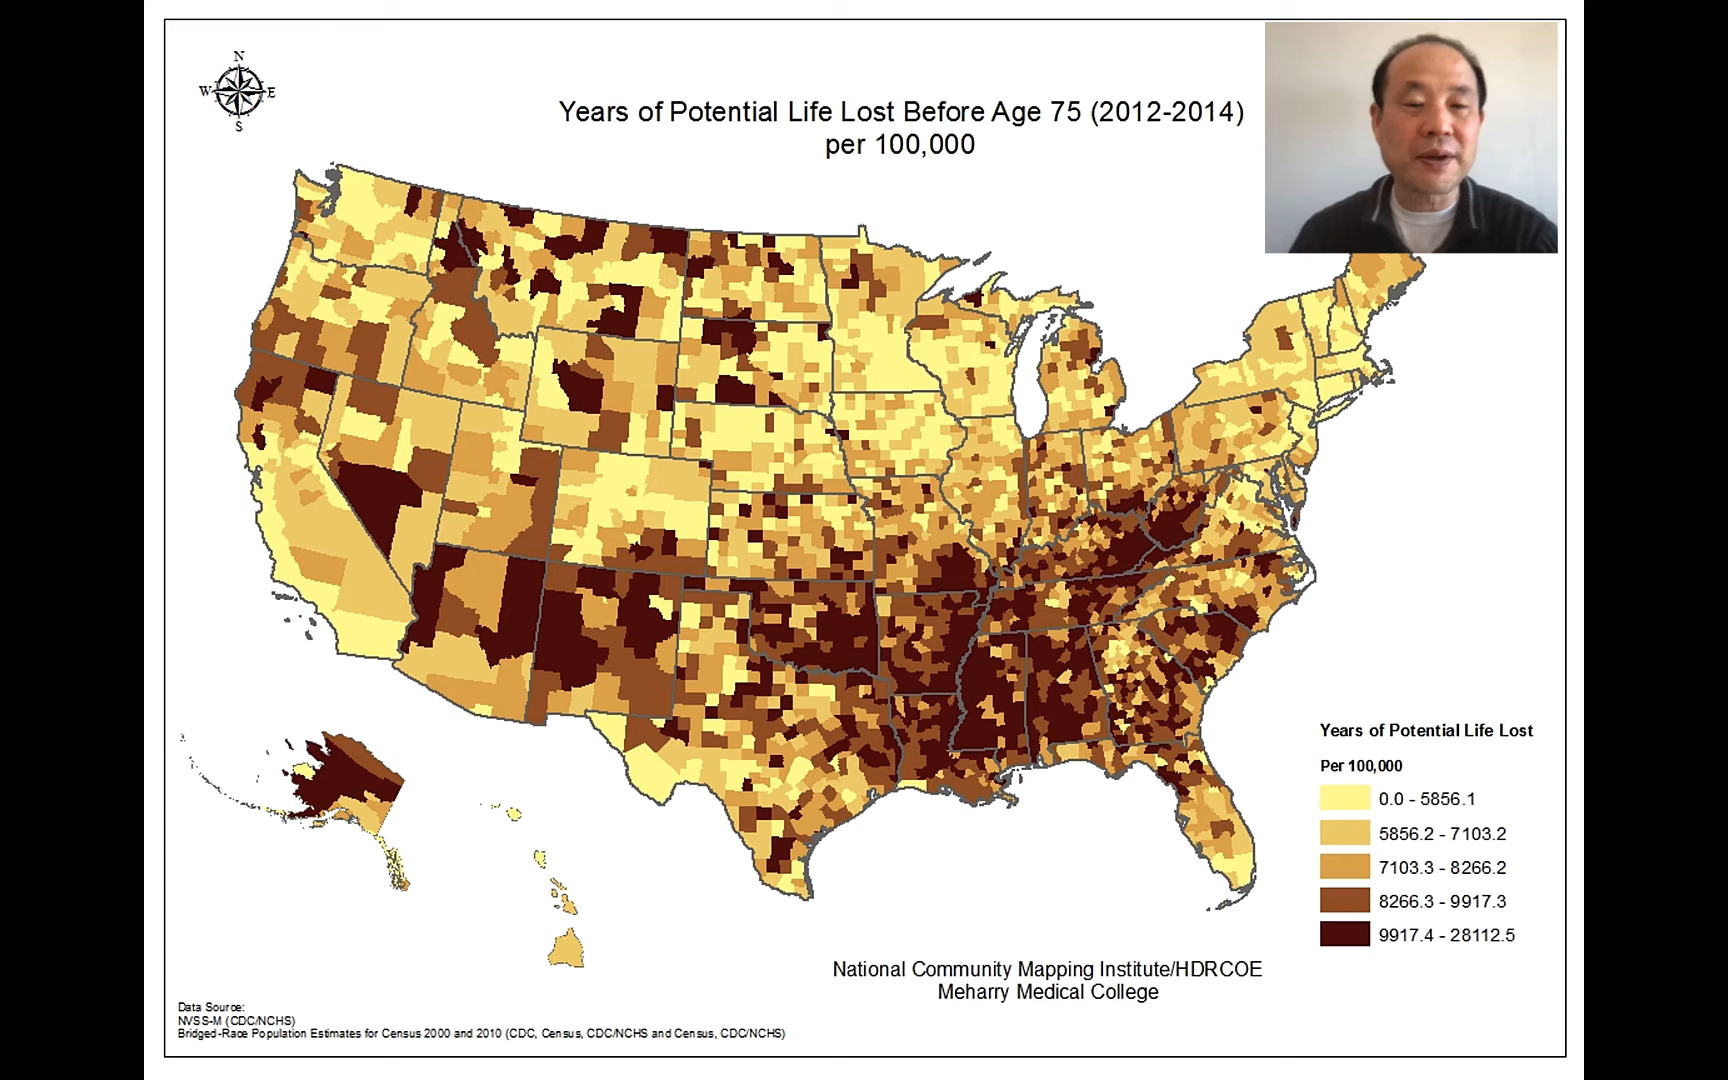 N
W
E
S
Years of Potential Life Lost Before Age 75 (2012-2014)
per 100,000
Years of Potential Life Lost
Per 100,000
0.0 - 5856.1
5856.2 - 7103.2
7103.3 - 8266.2
8266.3 - 9917.3
9917.4 - 28112.5
National Community Mapping Institute/HDRCOE
Meharry Medical College
Data Source:
NVSS-M (CDC/NCHS)
Bridged-Race Population Estimates for Census 2000 and 2010 (CDC, Census, CDC/NCHS and Census, CDC/NCHS)